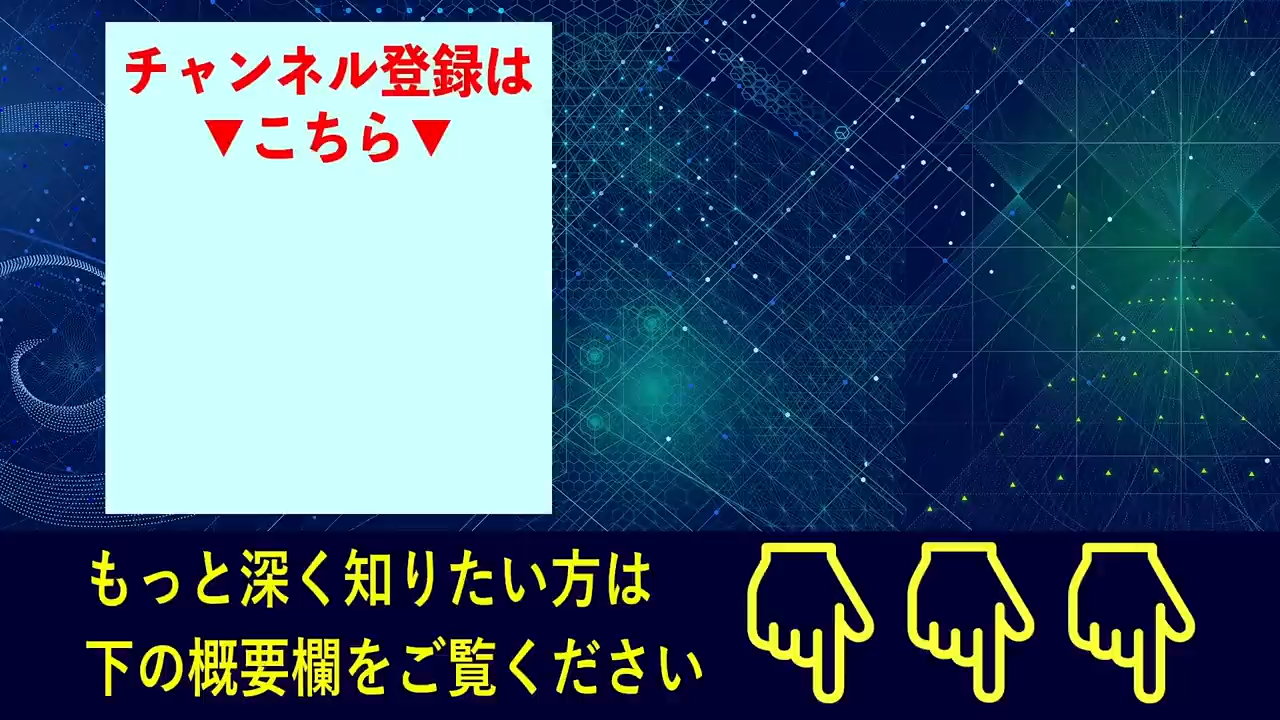 チャンネル登録は
▼こちら▼
もっと深く知りたい方は
下の概要欄をご覧ください